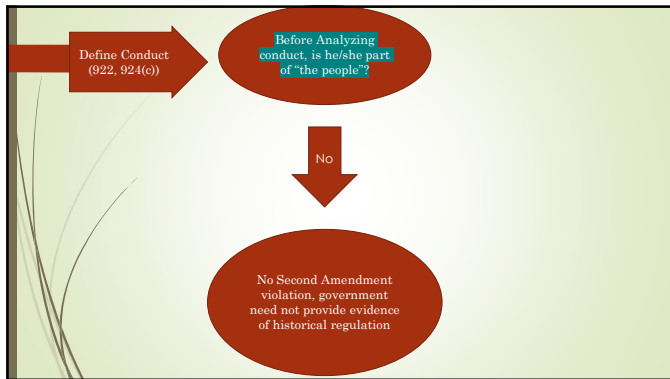 Define Conduct
(922, 924(c))
Before Analyzing
conduct, is he/she part
of “the people”?
No
No Second Amendment
violation, government
need not provide evidence
of historical regulation